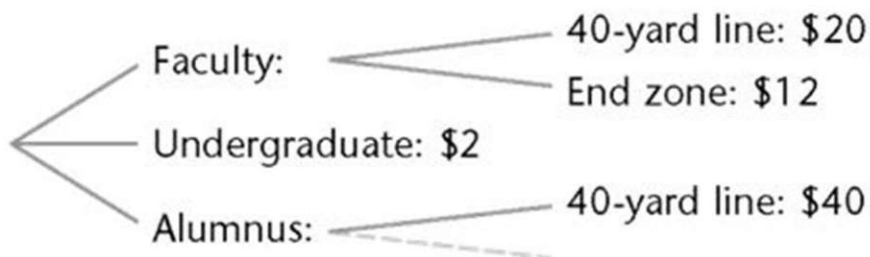 40-yard line: $20
Faculty:
End zone: $12
Undergraduate: $2
40-yard line: $40
Alumnus: